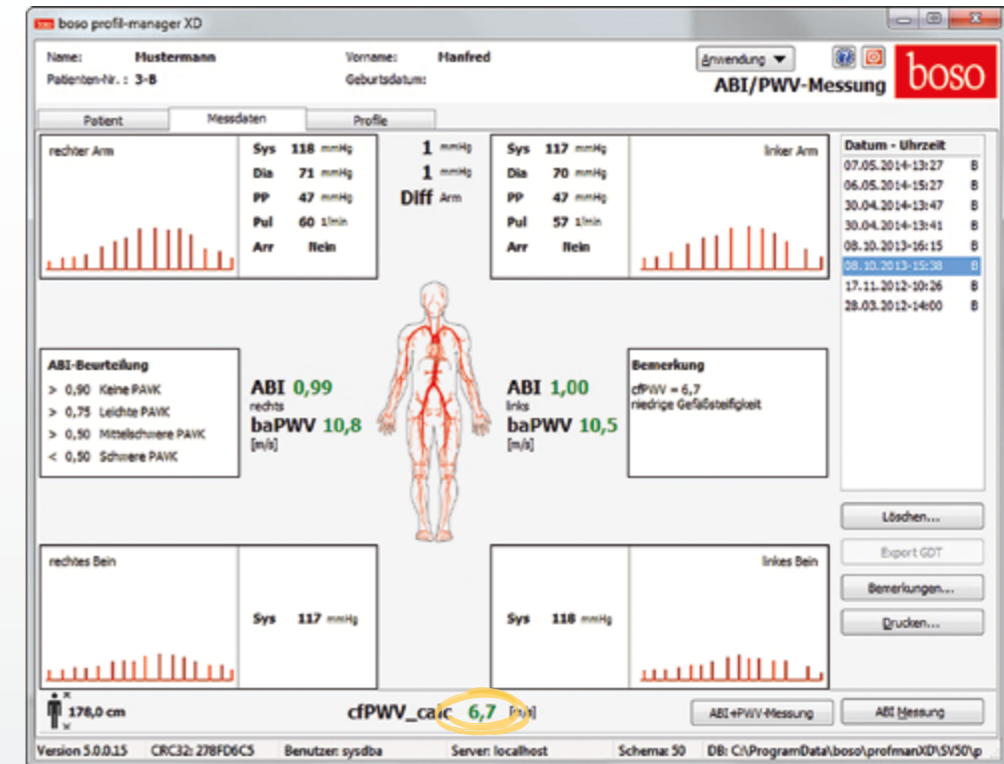 boso profil-manager XD
Name: Mustermann Vorname: Hanfred
Patienten-Nr. : 3-B Geburtsdatum:
Anwendung
ABI/PWV-Messung
boso
Patient Messdaten Profile
rechter Arm
Sys 118 mmHg
Dia 71 mmHg
PP 47 mmHg
Pul 60 1/min
Arr Nein
1 mmHg
1 mmHg
Diff Arm
Sys 117 mmHg
Dia 70 mmHg
PP 47 mmHg
Pul 57 1/min
Arr Nein
linker Arm
Datum - Uhrzeit
07.05.2014-13:27 B
06.05.2014-15:27 B
30.04.2014-13:47 B
30.04.2014-13:41 B
08.10.2013-16:15 B
08.10.2013-15:38 B
17.11.2012-10:26 B
28.03.2012-14:00 B
ABI-Beurteilung
> 0,90 Keine PAVK
> 0,75 Leichte PAVK
> 0,50 Mittelschwere PAVK
< 0,50 Schwere PAVK
ABI 0,99
rechts
baPWV 10,8
[m/s]
ABI 1,00
links
baPWV 10,5
[m/s]
Bemerkung
cfPWV = 6,7
niedrige Gefäßsteifigkeit
Löschen...
Export GDT
Bemerkungen...
Drucken...
rechtes Bein
Sys 117 mmHg
Sys 118 mmHg
linkes Bein
178,0 cm
cfPWV_calc 6,7 [m/s]
ABI+PWV-Messung
ABI Messung
Version 5.0.0.15 CRC32: 278FD6C5 Benutzer: sysdba Server: localhost Schema: 50 DB: C:\ProgramData\boso\profmanXD\SV50\p